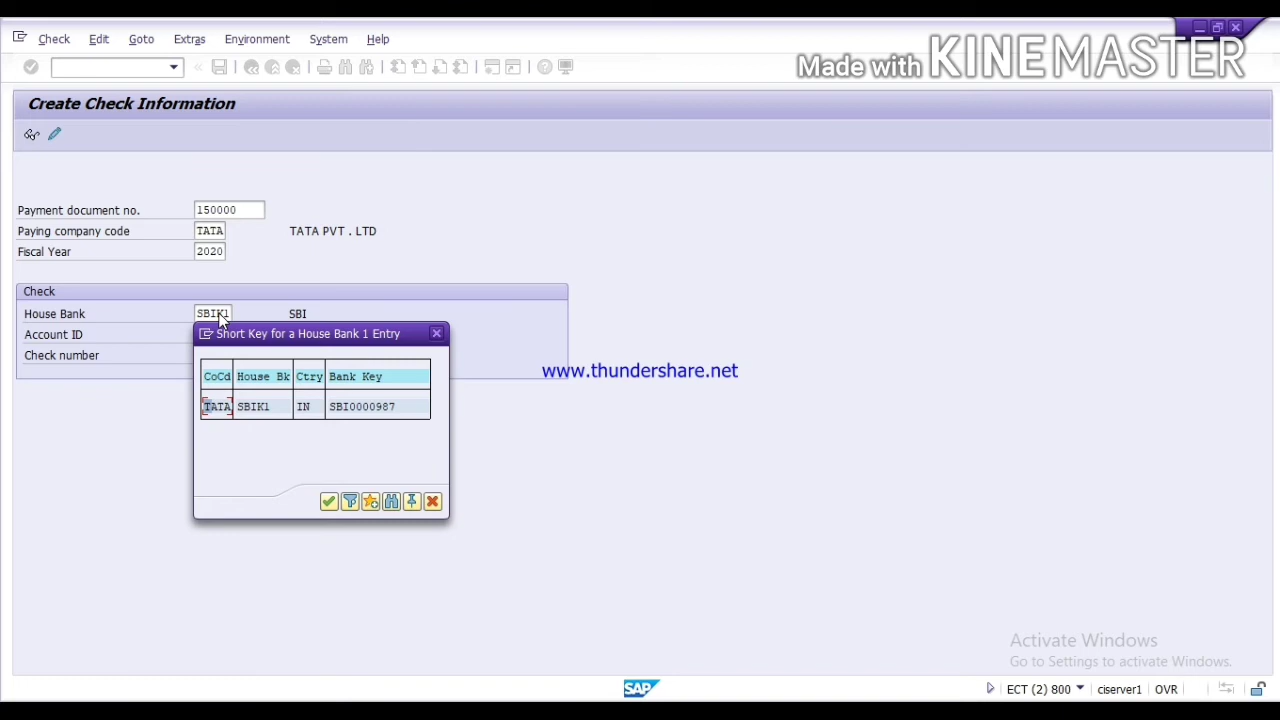 Check Edit Goto Extras Environment System Help
Made with KINEMASTER
Create Check Information
Payment document no. 150000
Paying company code TATA TATA PVT . LTD
Fiscal Year 2020
Check
House Bank SBIK1 SBI
Account ID
Check number
Short Key for a House Bank 1 Entry
www.thundershare.net
CoCd House Bk Ctry Bank Key
TATA SBIK1 IN SBI0000987
Activate Windows
Go to Settings to activate Windows.
SAP ECT (2) 800 ciserver1 OVR